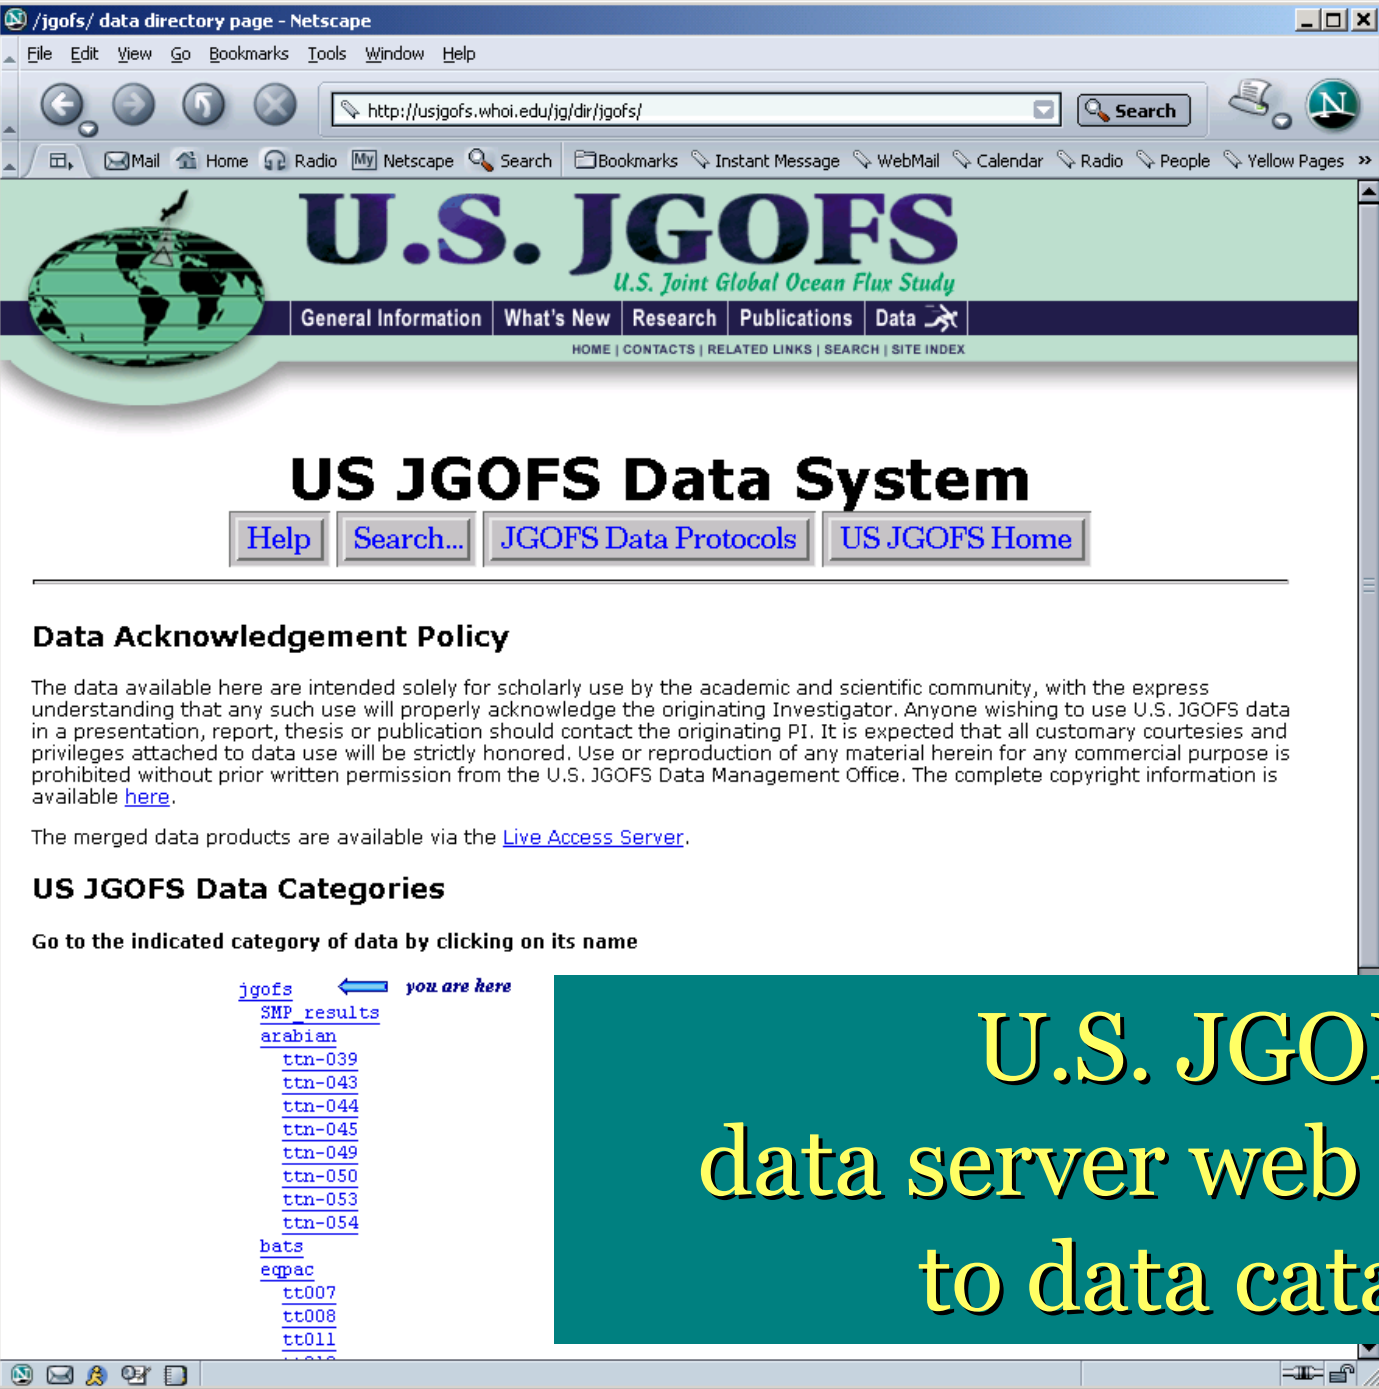 /jgofs/ data directory page - Netscape
File Edit View Go Bookmarks Tools Window Help
http://usjgofs.whoi.edu/jg/dir/jgofs/ Search N
Mail Home Radio My Netscape Search Bookmarks Instant Message WebMail Calendar Radio People Yellow Pages »
U.S. JGOFS
U.S. Joint Global Ocean Flux Study
General Information What's New Research Publications Data
HOME | CONTACTS | RELATED LINKS | SEARCH | SITE INDEX
US JGOFS Data System
Help Search... JGOFS Data Protocols US JGOFS Home
Data Acknowledgement Policy
The data available here are intended solely for scholarly use by the academic and scientific community, with the express
understanding that any such use will properly acknowledge the originating Investigator. Anyone wishing to use U.S. JGOFS data
in a presentation, report, thesis or publication should contact the originating PI. It is expected that all customary courtesies and
privileges attached to data use will be strictly honored. Use or reproduction of any material herein for any commercial purpose is
prohibited without prior written permission from the U.S. JGOFS Data Management Office. The complete copyright information is
available here.
The merged data products are available via the Live Access Server.
US JGOFS Data Categories
Go to the indicated category of data by clicking on its name
jgofs you are here
SMP_results
arabian
ttn-039
ttn-043
ttn-044
ttn-045
ttn-049
ttn-050
ttn-053
ttn-054
bats
eqpac
tt007
tt008
tt011
U.S. JGO
data server web
to data cata